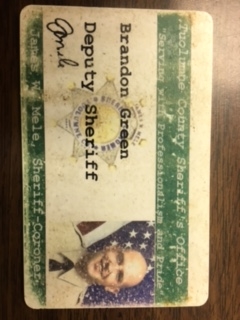 Tuolumne County Sheriff's Office
"Serving with Professionalism and Pride"
Brandon Green
Deputy Sheriff
James W. Mele, Sheriff-Coroner